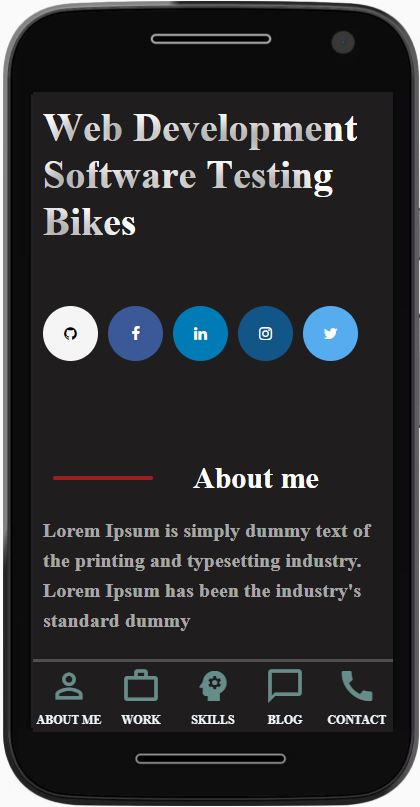 Web Development
Software Testing
Bikes
About me
Lorem Ipsum is simply dummy text of
the printing and typesetting industry.
Lorem Ipsum has been the industry's
standard dummy
ABOUT ME WORK SKILLS BLOG CONTACT